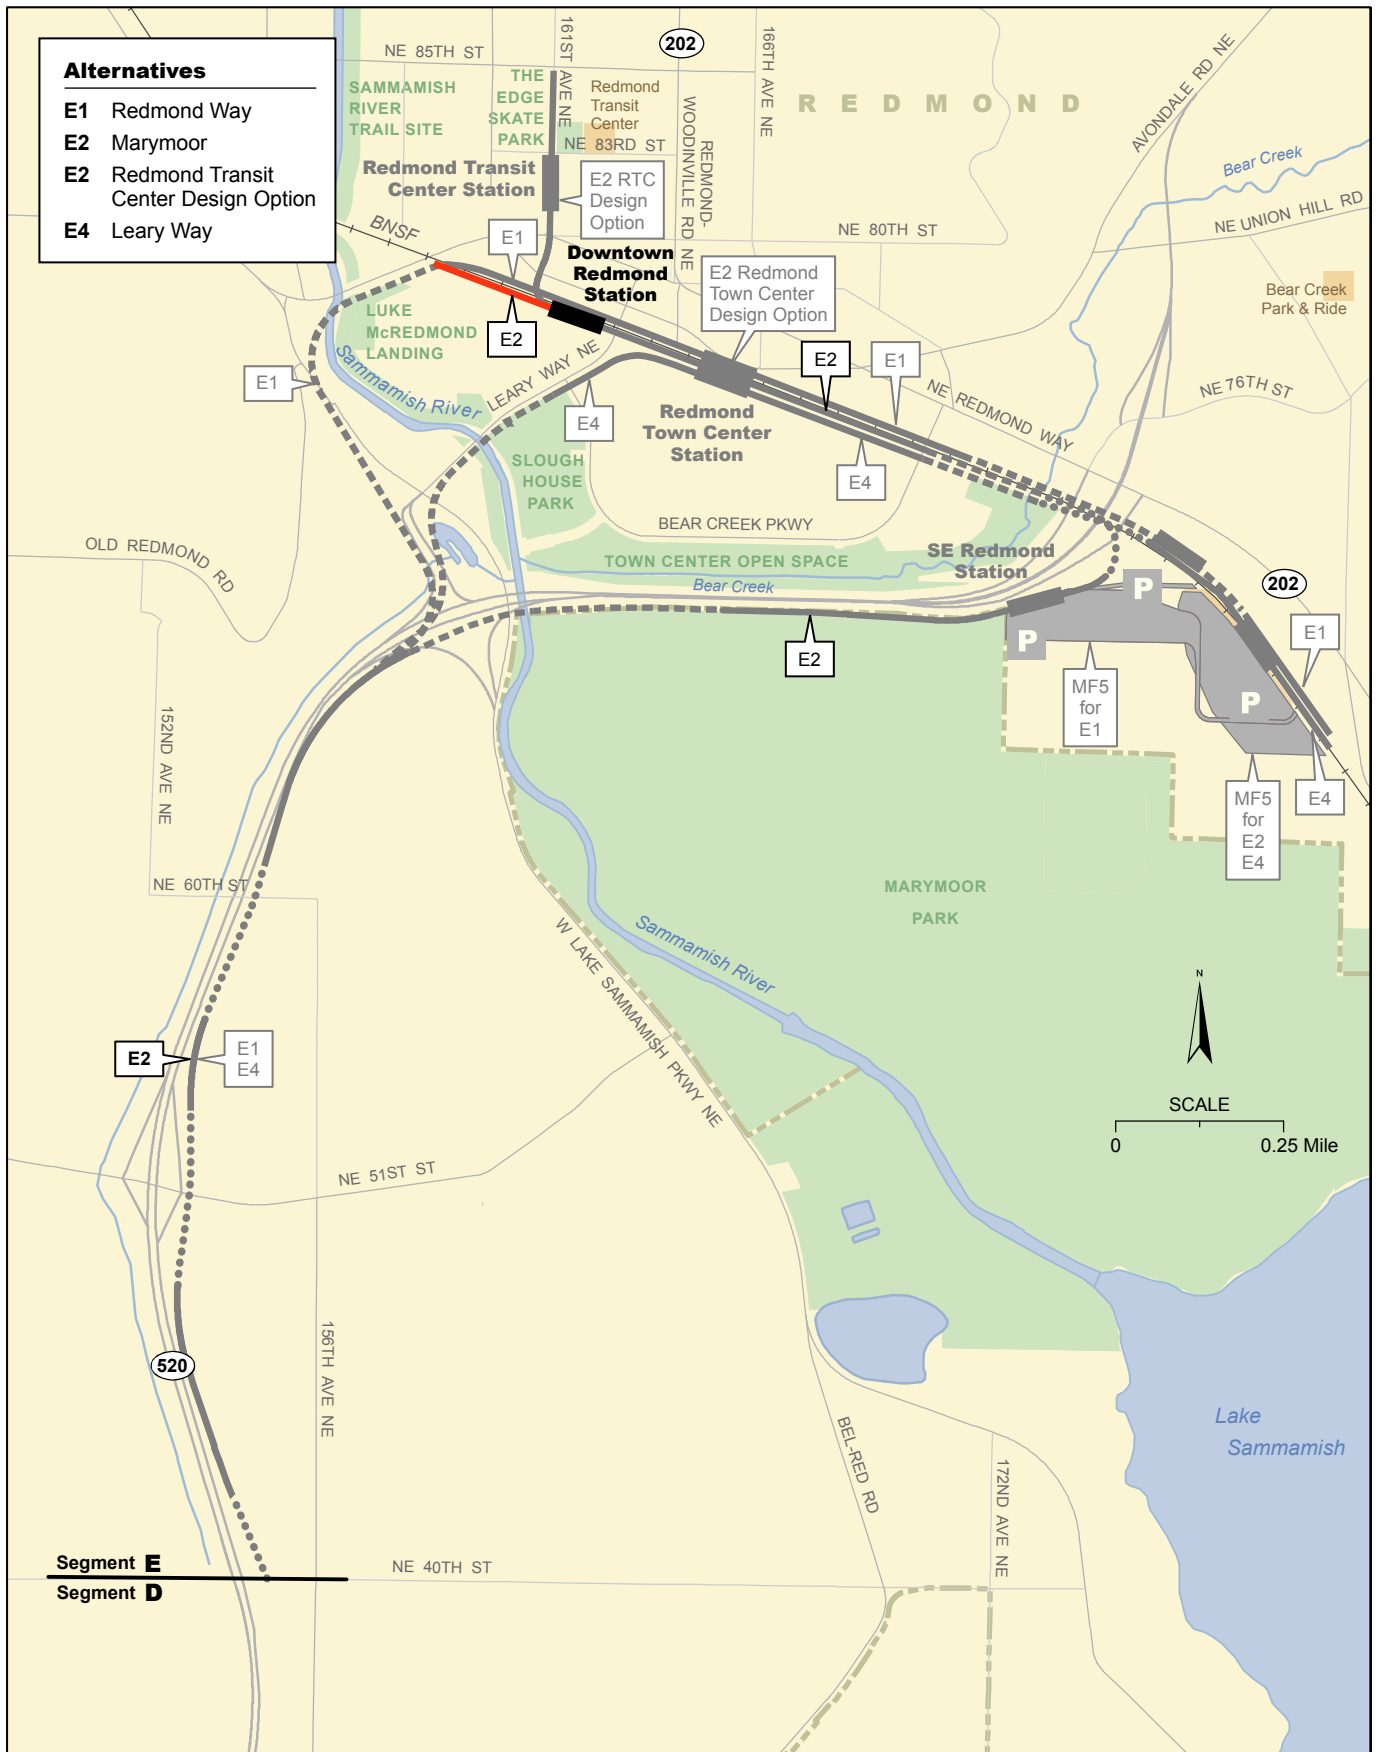 Alternatives
E1 Redmond Way
E2 Marymoor
E2 Redmond Transit
Center Design Option
E4 Leary Way
NE 85TH ST
161ST AVE NE
202
166TH AVE NE
REDMOND
AVONDALE RD NE
SAMMAMISH
RIVER
TRAIL SITE
THE
EDGE
SKATE
PARK
Redmond
Transit
Center
NE 83RD ST
REDMOND-
WOODINVILLE RD NE
Bear Creek
NE UNION HILL RD
Redmond Transit
Center Station
E2 RTC
Design
Option
NE 80TH ST
BNSF
E1
Downtown
Redmond
Station
E2 Redmond
Town Center
Design Option
Bear Creek
Park & Ride
LUKE
McREDMOND
LANDING
E2
E2
E1
NE 76TH ST
E1
Sammamish River
LEARY WAY NE
E4
Redmond
Town Center
Station
NE REDMOND WAY
SLOUGH
HOUSE
PARK
E4
BEAR CREEK PKWY
OLD REDMOND RD
TOWN CENTER OPEN SPACE
SE Redmond
Station
Bear Creek
P
202
P
E2
E1
MF5
for
E1
P
152ND AVE NE
MF5
for
E2
E4
E4
NE 60TH ST
MARYMOOR
PARK
W LAKE SAMMAMISH PKWY NE
Sammamish River
N
E2
E1
E4
SCALE
0 0.25 Mile
NE 51ST ST
156TH AVE NE
520
BEL-RED RD
Lake
Sammamish
172ND AVE NE
Segment E
Segment D
NE 40TH ST